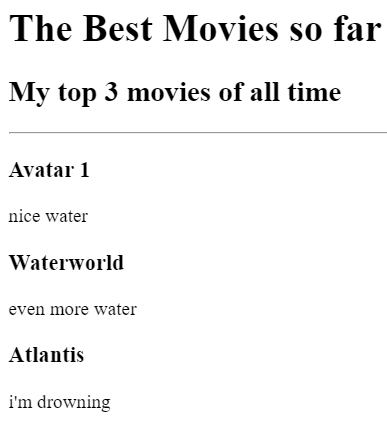 The Best Movies so far
My top 3 movies of all time
Avatar 1
nice water
Waterworld
even more water
Atlantis
i'm drowning